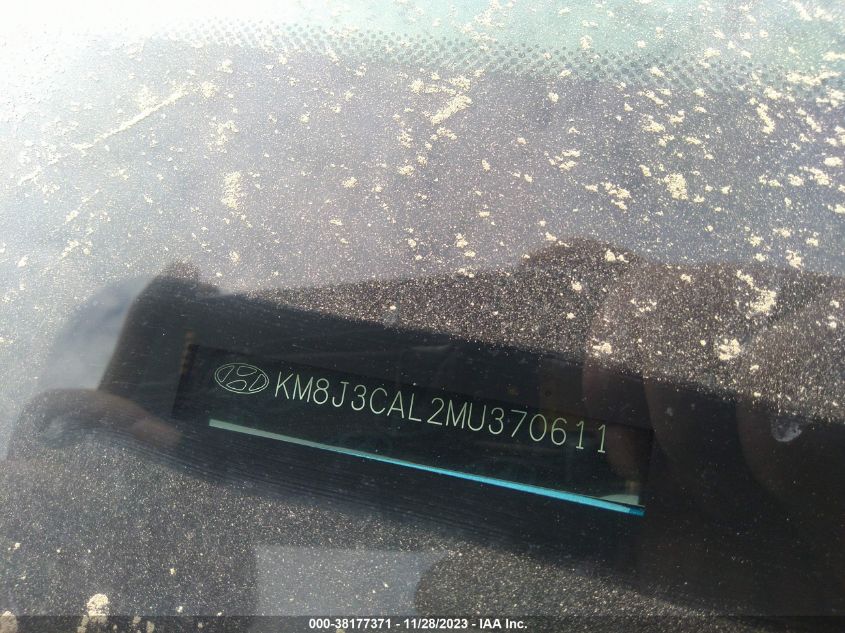 KM8J3CAL2MU370611
000-38177371 - 11/28/2023 - IAA Inc.